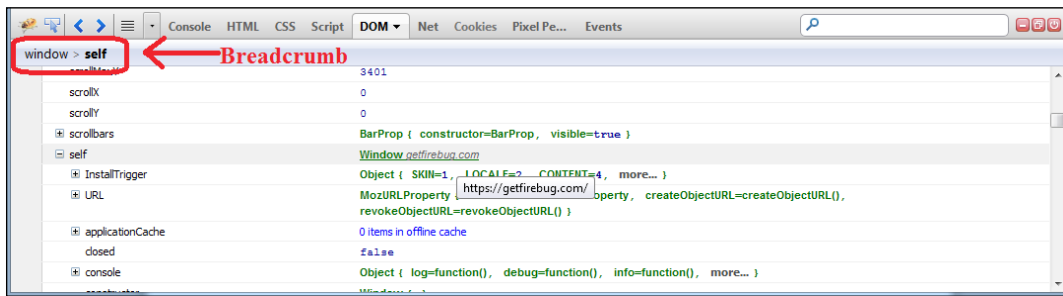 Console HTML CSS Script DOM Net Cookies Pixel Pe... Events
window > self Breadcrumb
3401
scrollX 0
scrollY 0
scrollbars BarProp { constructor=BarProp, visible=true }
self Window getfirebug.com
InstallTrigger Object { SKIN=1, LOCALE=2, CONTENT=4, more... }
https://getfirebug.com/
URL MozURLProperty operty, createObjectURL=createObjectURL(),
revokeObjectURL=revokeObjectURL() }
applicationCache 0 items in offline cache
closed false
console Object { log=function(), debug=function(), info=function(), more... }
constructor